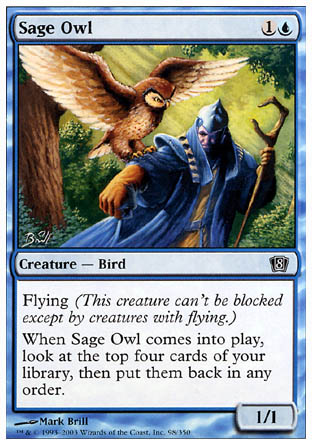 Sage Owl 1
Brill
Creature — Bird 8
Flying (This creature can't be blocked
except by creatures with flying.)
When Sage Owl comes into play,
look at the top four cards of your
library, then put them back in any
order.
Mark Brill
™ & © 1993–2003 Wizards of the Coast, Inc. 98/350
1/1